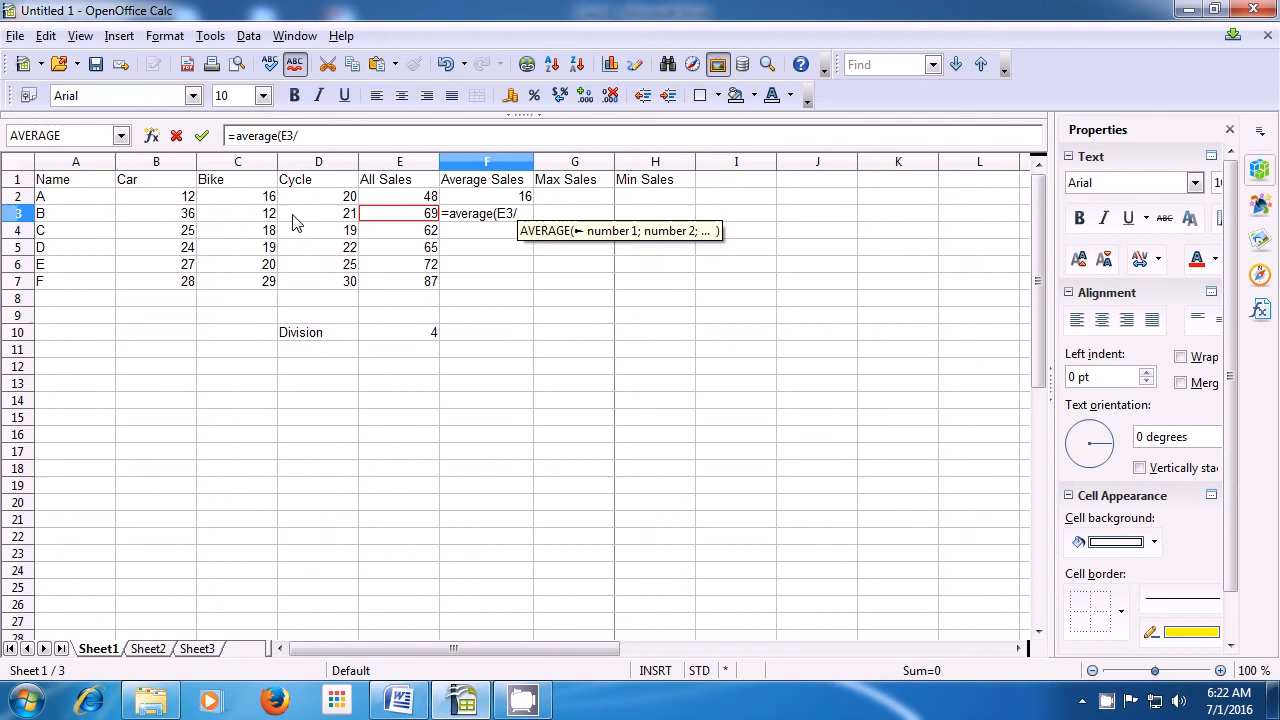 Untitled 1 - OpenOffice Calc
File Edit View Insert Format Tools Data Window Help
Find
Arial 10
AVERAGE =average(E3/
A B C D E F G H I J K L
1 Name Car Bike Cycle All Sales Average Sales Max Sales Min Sales
2 A 12 16 20 48 16
3 B 36 12 21 69 =average(E3/
AVERAGE(► number 1; number 2; ... )
4 C 25 18 19 62
5 D 24 19 22 65
6 E 27 20 25 72
7 F 28 29 30 87
8
9
10 Division 4
11
12
13
14
15
16
17
18
19
20
21
22
23
24
25
26
27
28
Sheet1 Sheet2 Sheet3
Sheet 1 / 3 Default INSRT STD * Sum=0 100 %
Properties
Text
Arial
Alignment
Left indent: Wrap
0 pt Merg
Text orientation:
0 degrees
Vertically sta
Cell Appearance
Cell background:
Cell border:
6:22 AM
7/1/2016